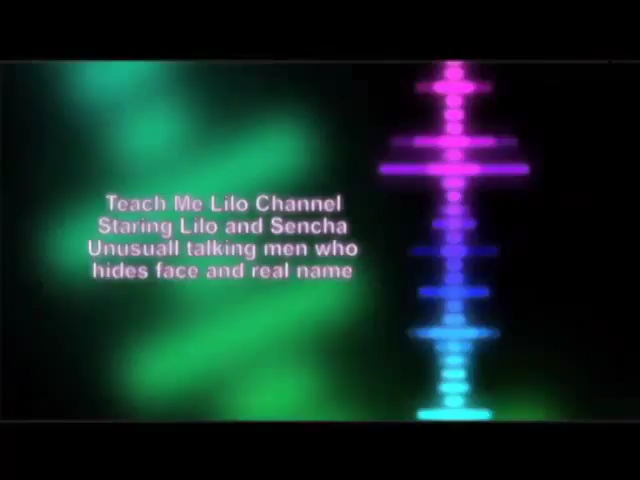 Teach Me Lilo Channel
Staring Lilo and Sencha
Unusuall talking men who
hides face and real name